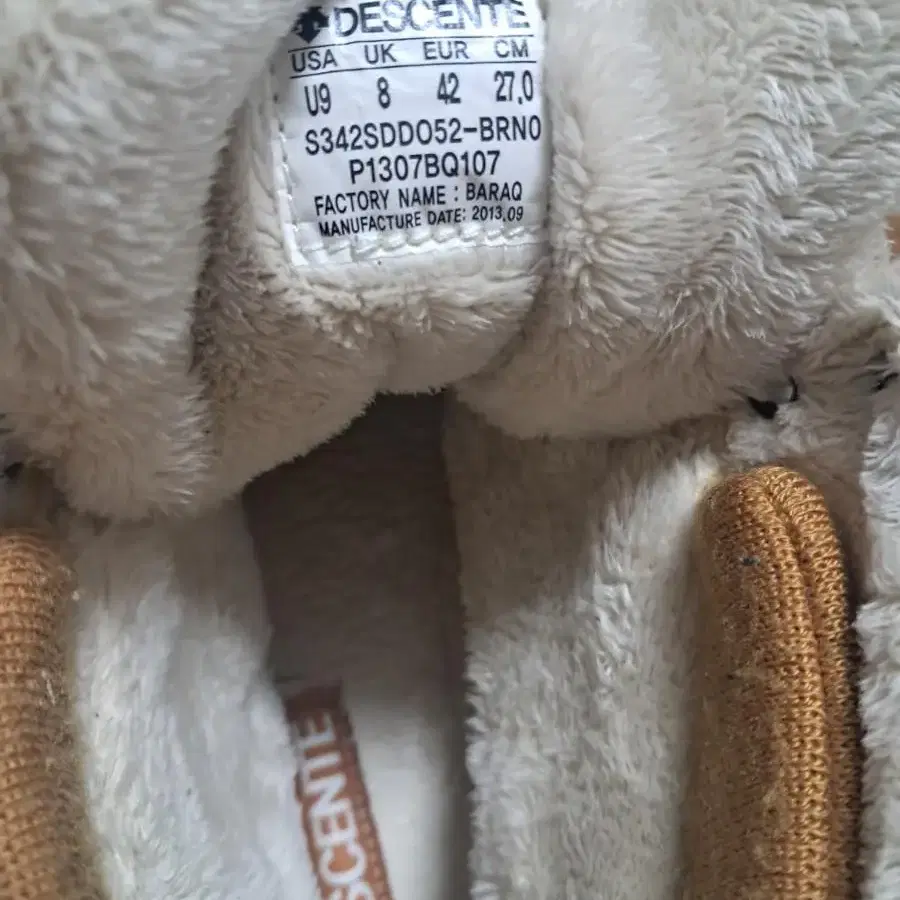 DESCENTE
USA UK EUR CM
U9 8 42 27,0
S342SDD052-BRN0
P1307BQ107
FACTORY NAME : BARAQ
MANUFACTURE DATE: 2013,09
SCENTE